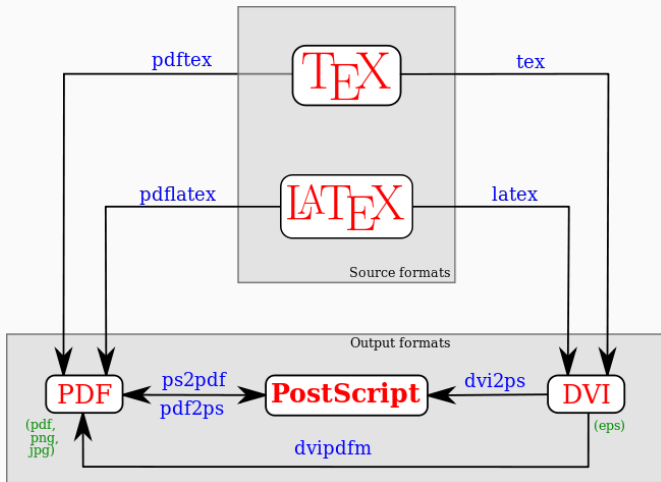 pdftex
TEX
tex
pdflatex
LATEX
latex
Source formats
Output formats
PDF
ps2pdf
pdf2ps
PostScript
dvi2ps
DVI
(pdf,
png,
jpg)
(eps)
dvipdfm